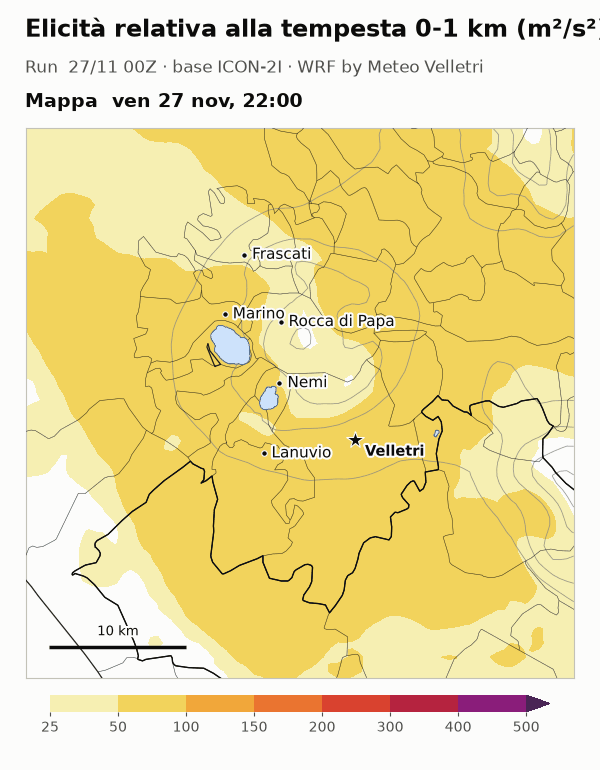 Elicità relativa alla tempesta 0-1 km (m²/s²)
Run 27/11 00Z · base ICON-2I · WRF by Meteo Velletri
Mappa ven 27 nov, 22:00
Frascati
Marino
Rocca di Papa
Nemi
Velletri
Lanuvio
10 km
25 50 100 150 200 300 400 500